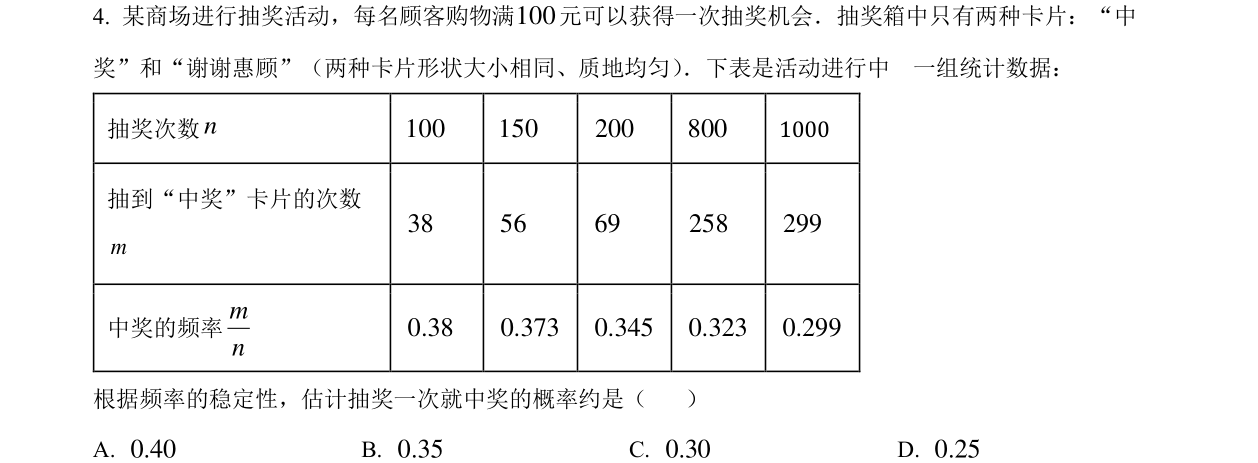 4. 某商场进行抽奖活动，每名顾客购物满100元可以获得一次抽奖机会．抽奖箱中只有两种卡片：“中
奖”和“谢谢惠顾”（两种卡片形状大小相同、质地均匀）．下表是活动进行中 一组统计数据：
抽奖次数n 100 150 200 800 1000
抽到“中奖”卡片的次数
m 38 56 69 258 299
中奖的频率m/n 0.38 0.373 0.345 0.323 0.299
根据频率的稳定性，估计抽奖一次就中奖的概率约是（ ）
A. 0.40 B. 0.35 C. 0.30 D. 0.25